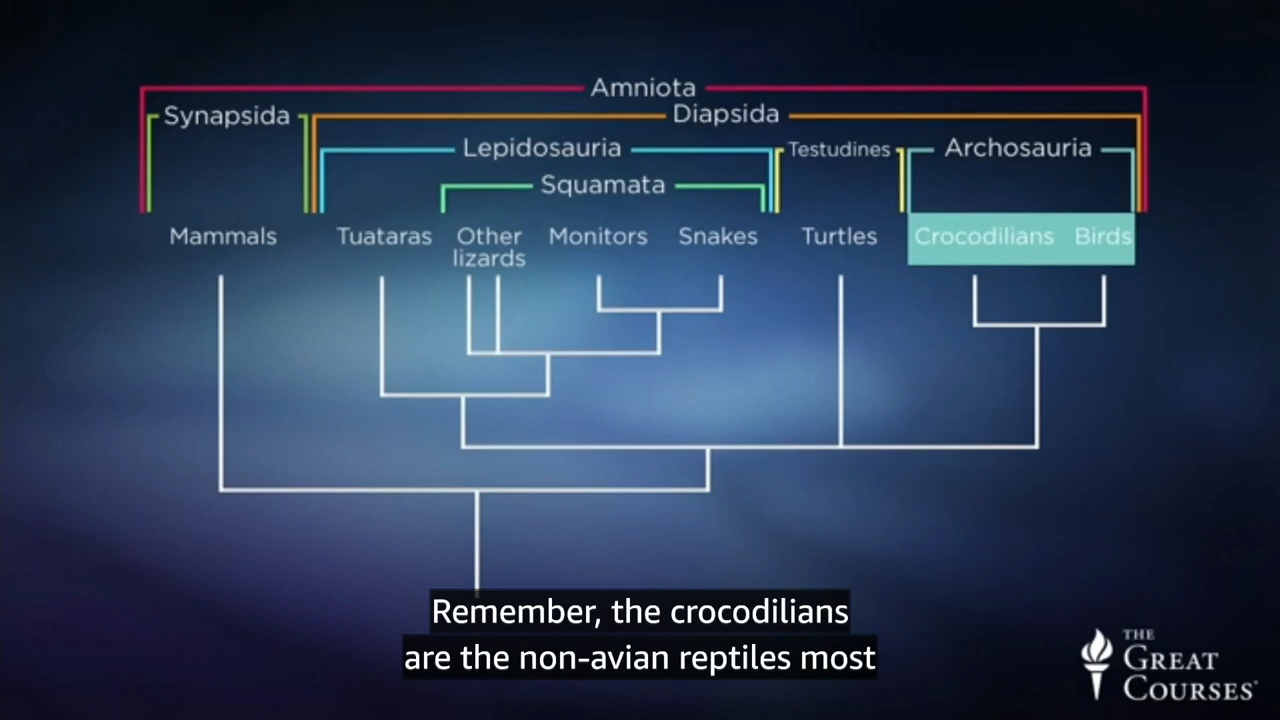 Amniota
Synapsida
Diapsida
Lepidosauria
Testudines
Archosauria
Squamata
Mammals
Tuataras
Other
lizards
Monitors
Snakes
Turtles
Crocodilians
Birds
Remember, the crocodilians
are the non-avian reptiles most
THE
GREAT
COURSES